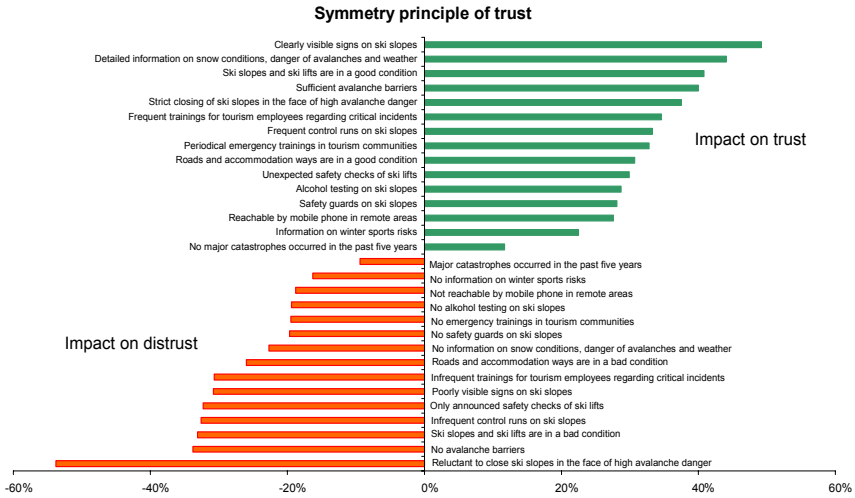 Symmetry principle of trust
Clearly visible signs on ski slopes
Detailed information on snow conditions, danger of avalanches and weather
Ski slopes and ski lifts are in a good condition
Sufficient avalanche barriers
Strict closing of ski slopes in the face of high avalanche danger
Frequent trainings for tourism employees regarding critical incidents
Frequent control runs on ski slopes
Impact on trust
Periodical emergency trainings in tourism communities
Roads and accommodation ways are in a good condition
Unexpected safety checks of ski lifts
Alcohol testing on ski slopes
Safety guards on ski slopes
Reachable by mobile phone in remote areas
Information on winter sports risks
No major catastrophes occurred in the past five years
Major catastrophes occurred in the past five years
No information on winter sports risks
Not reachable by mobile phone in remote areas
No alkohol testing on ski slopes
No emergency trainings in tourism communities
No safety guards on ski slopes
Impact on distrust
No information on snow conditions, danger of avalanches and weather
Roads and accommodation ways are in a bad condition
Infrequent trainings for tourism employees regarding critical incidents
Poorly visible signs on ski slopes
Only announced safety checks of ski lifts
Infrequent control runs on ski slopes
Ski slopes and ski lifts are in a bad condition
No avalanche barriers
Reluctant to close ski slopes in the face of high avalanche danger
-60% -40% -20% 0% 20% 40% 60%